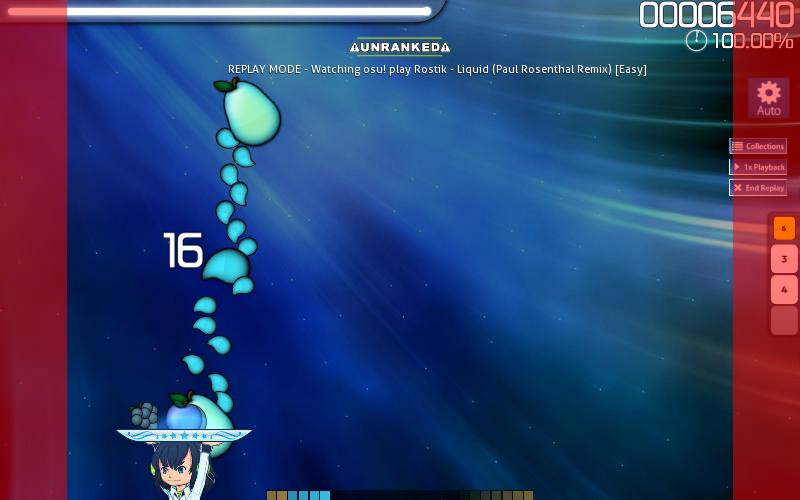 00006440
100.00%
⚠UNRANKED⚠
REPLAY MODE - Watching osu! play Rostik - Liquid (Paul Rosenthal Remix) [Easy]
Auto
Collections
1x Playback
End Replay
16
6
3
4